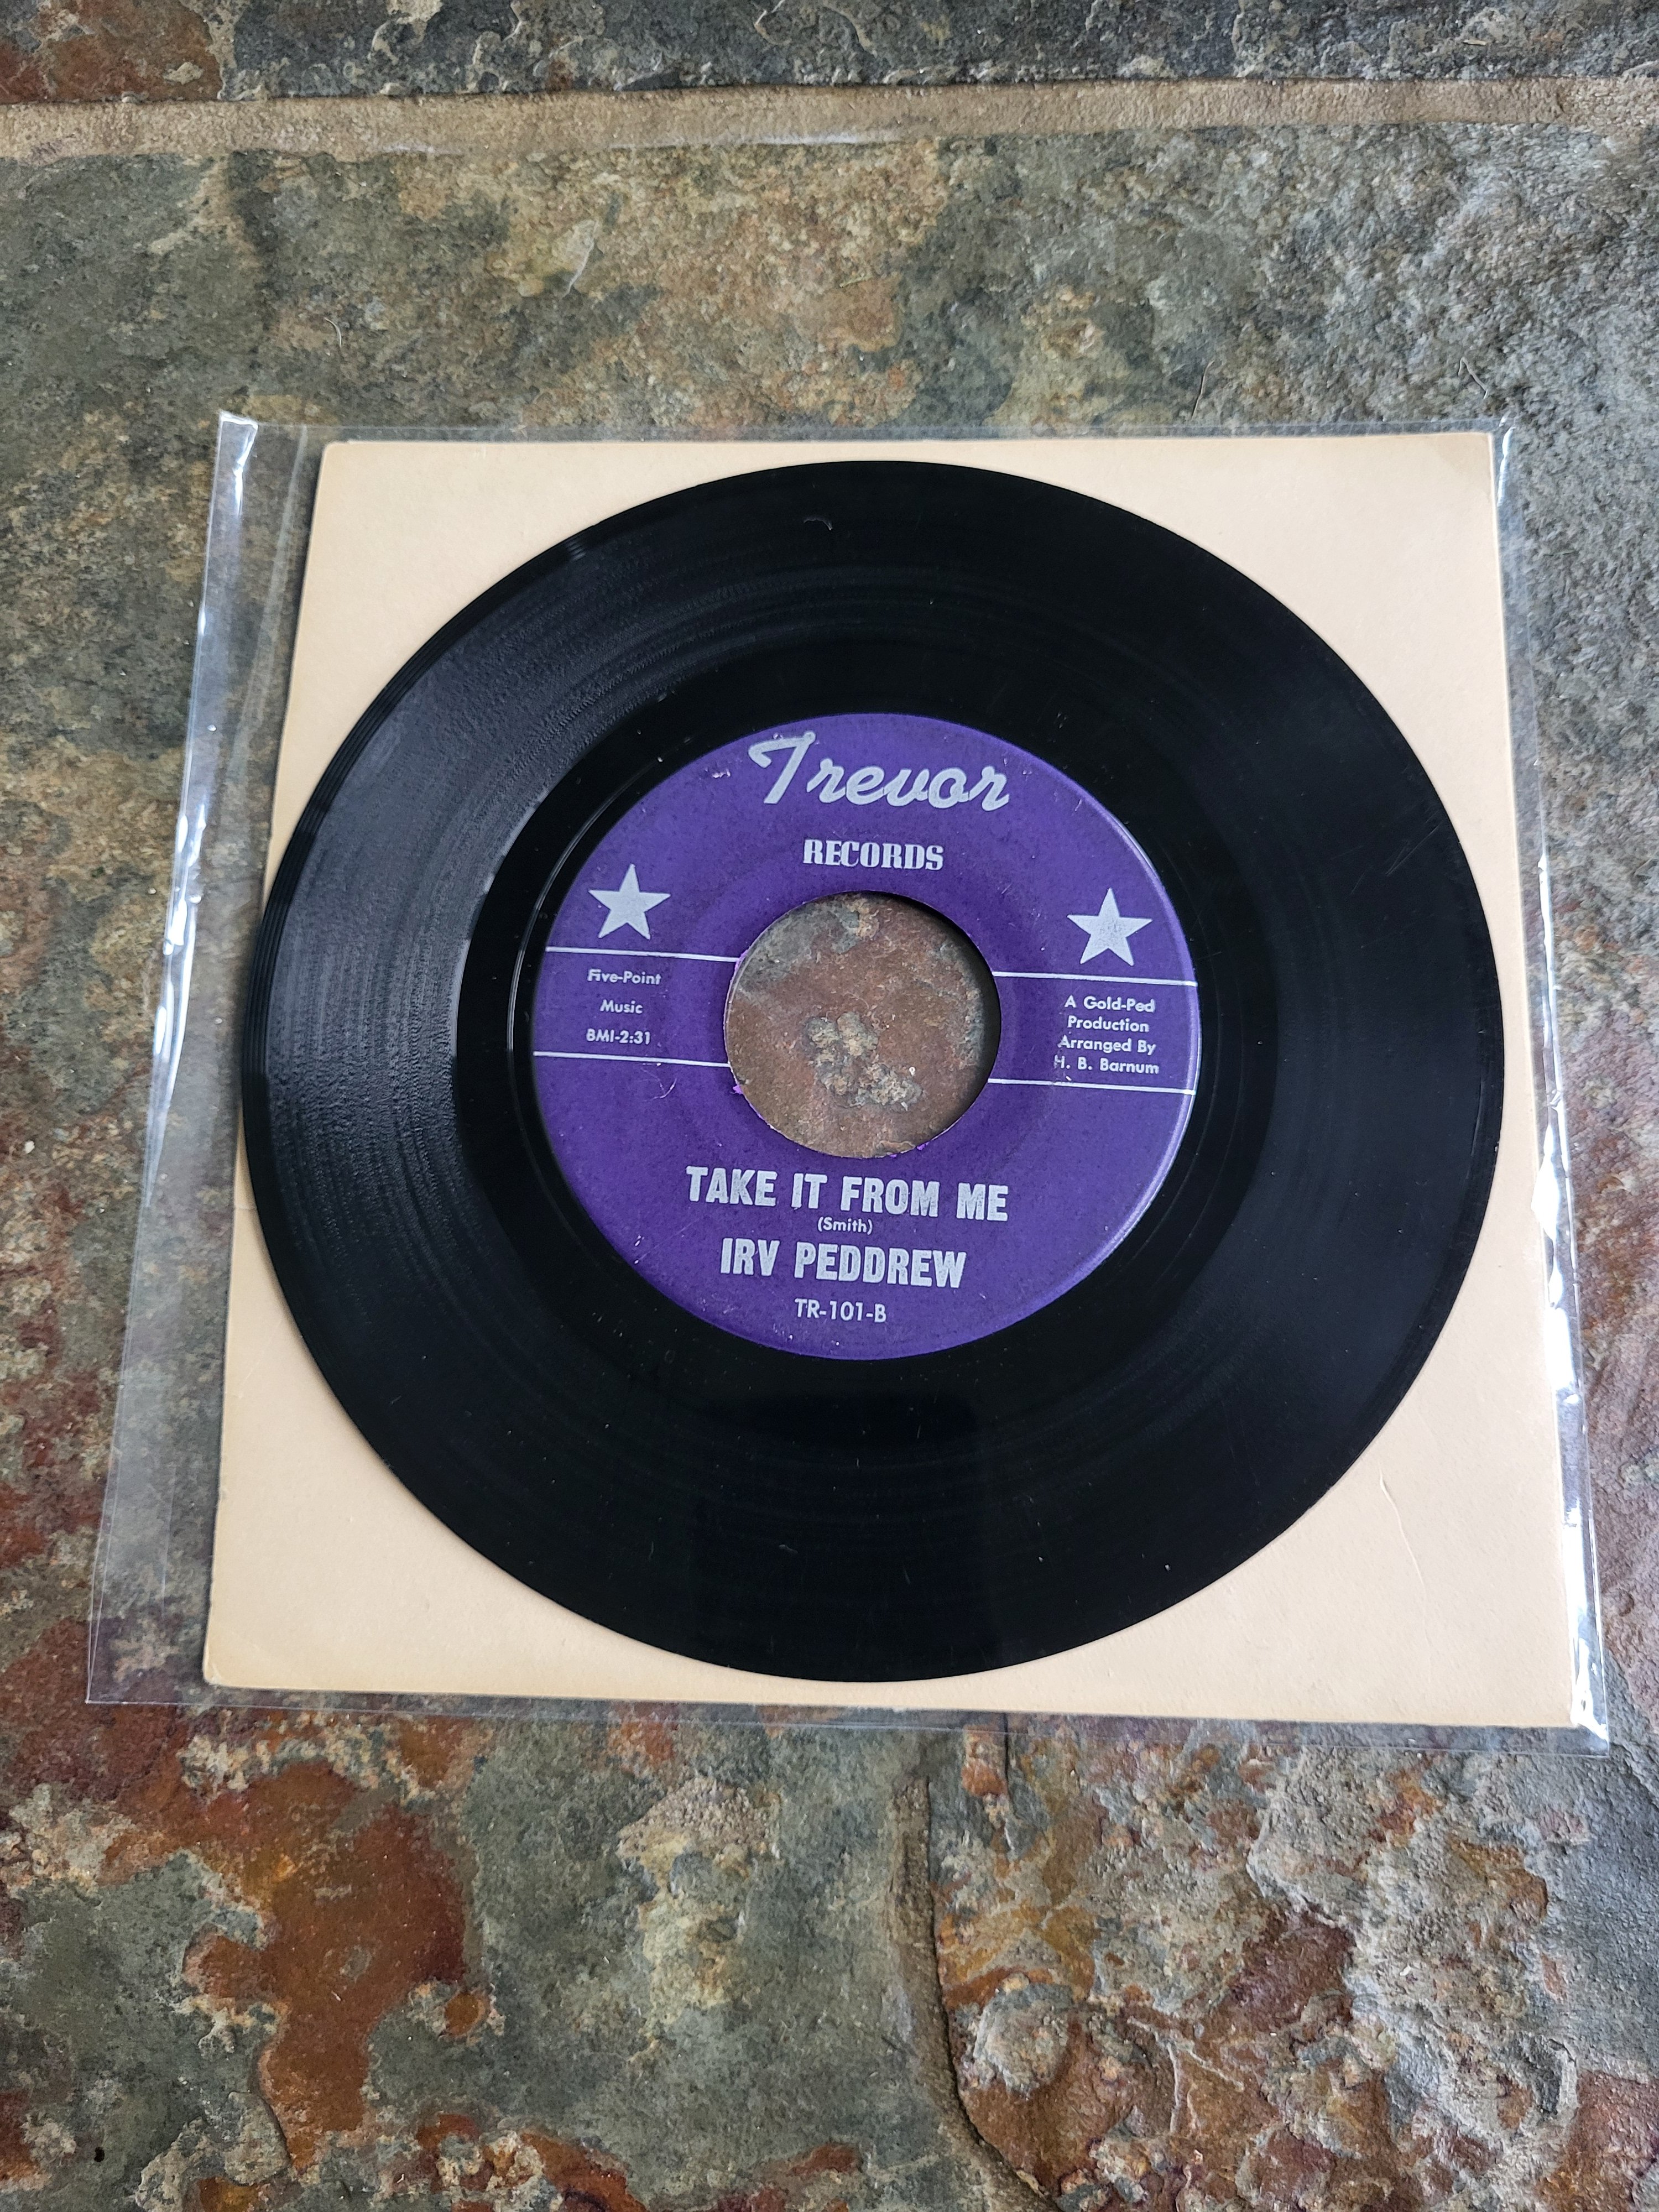 Trevor
RECORDS
Five-Point
Music
BMI-2:31
A Gold-Ped
Production
Arranged By
H. B. Barnum
TAKE IT FROM ME
(Smith)
IRV PEDDREW
TR-101-B